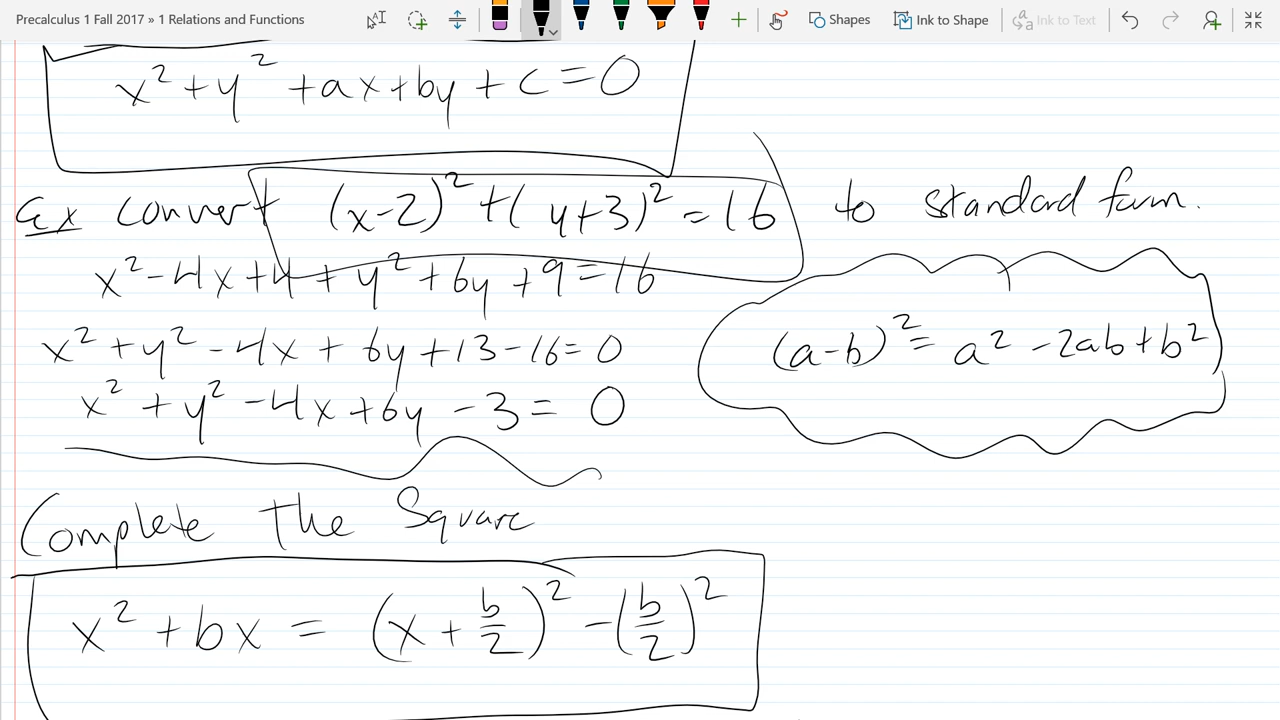 Precalculus 1 Fall 2017 » 1 Relations and Functions
Shapes
Ink to Shape
Ink to Text
x² + y² + ax + by + c = 0
Ex convert (x-2)² + (y+3)² = 16 to standard form.
x² - 4x + 4 + y² + 6y + 9 = 16
x² + y² - 4x + 6y + 13 - 16 = 0
(a-b)² = a² - 2ab + b²
x² + y² - 4x + 6y - 3 = 0
Complete the Square
x² + bx = (x + b/2)² - (b/2)²